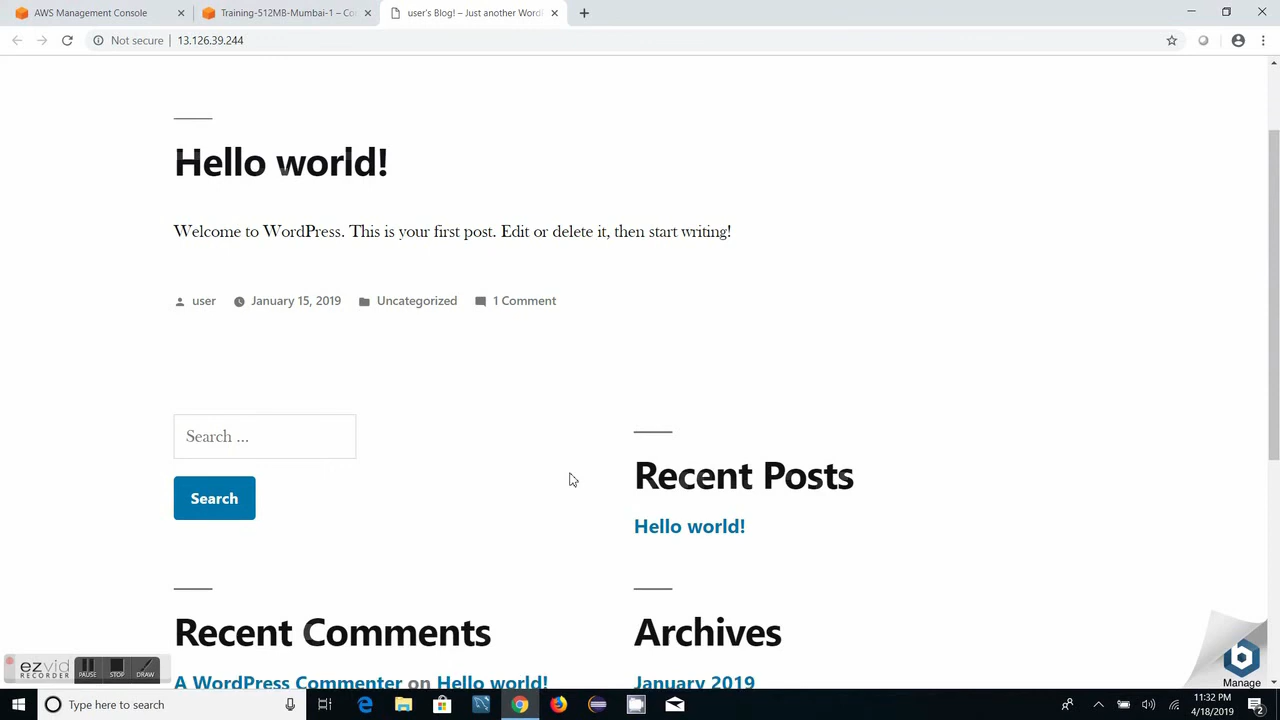 AWS Management Console
Training-512MB-Mumbai-1 – Co
user's Blog! – Just another Word
Not secure | 13.126.39.244
Hello world!
Welcome to WordPress. This is your first post. Edit or delete it, then start writing!
user January 15, 2019 Uncategorized 1 Comment
Search ...
Search
Recent Posts
Hello world!
Recent Comments
A WordPress Commenter on Hello world!
Archives
January 2019
ezvid
RECORDER
PAUSE STOP DRAW
Manage
Type here to search
11:32 PM
4/18/2019
2